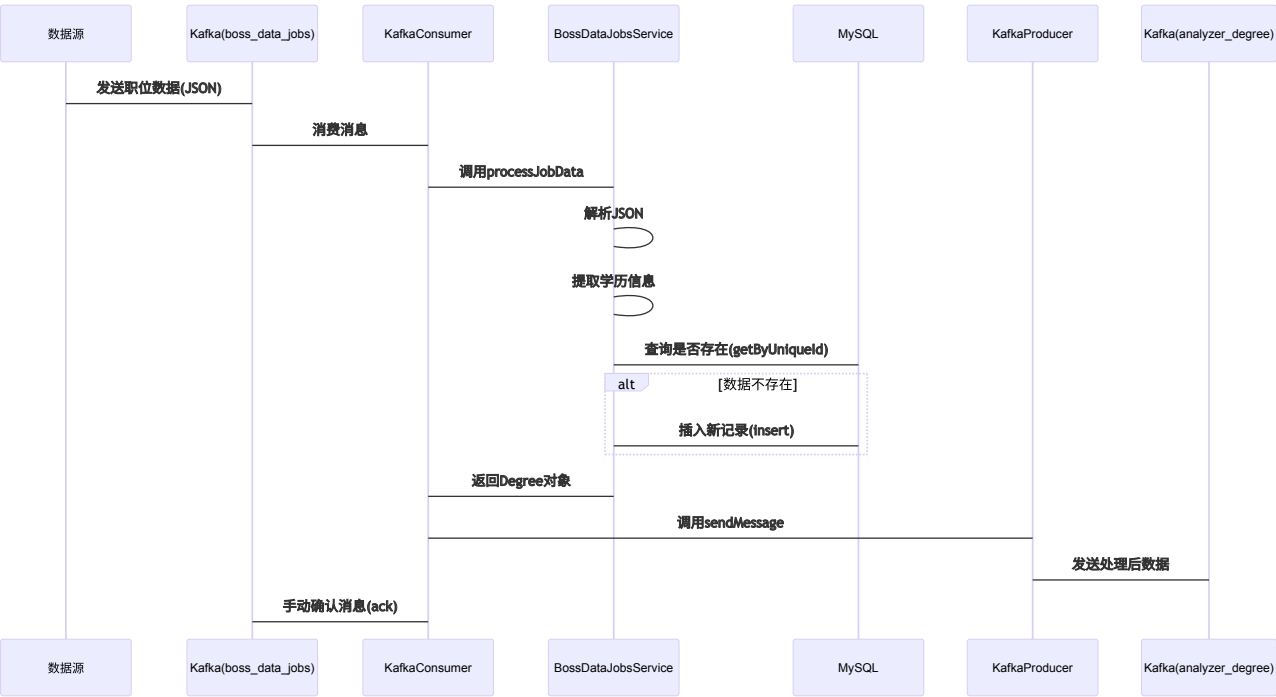 数据源
Kafka(boss_data_jobs)
KafkaConsumer
BossDataJobsService
MySQL
KafkaProducer
Kafka(analyzer_degree)
发送职位数据(JSON)
消费消息
调用processJobData
解析JSON
提取学历信息
查询是否存在(getByUniqueId)
alt
[数据不存在]
插入新记录(insert)
返回Degree对象
调用sendMessage
发送处理后数据
手动确认消息(ack)
数据源
Kafka(boss_data_jobs)
KafkaConsumer
BossDataJobsService
MySQL
KafkaProducer
Kafka(analyzer_degree)